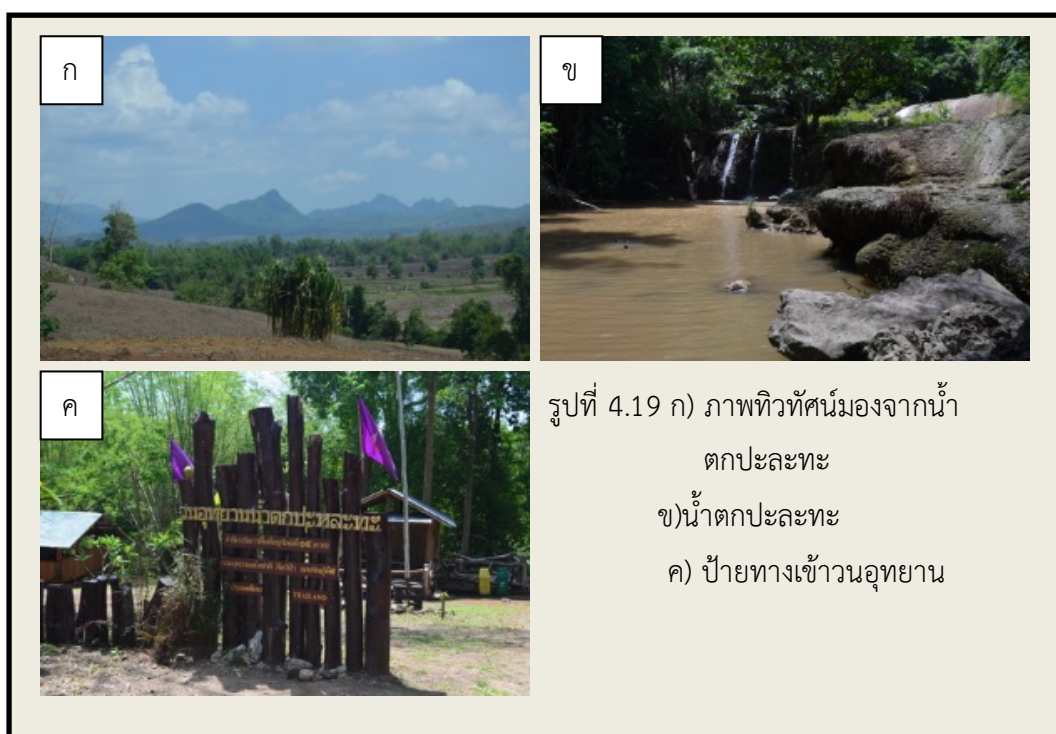 ก
ข
ค
วนอุทยานน้ำตกปะหละทะ
THAILAND
รูปที่ 4.19 ก) ภาพทิวทัศน์มองจากน้ำ
ตกปะละทะ
ข)น้ำตกปะละทะ
ค) ป้ายทางเข้าวนอุทยาน